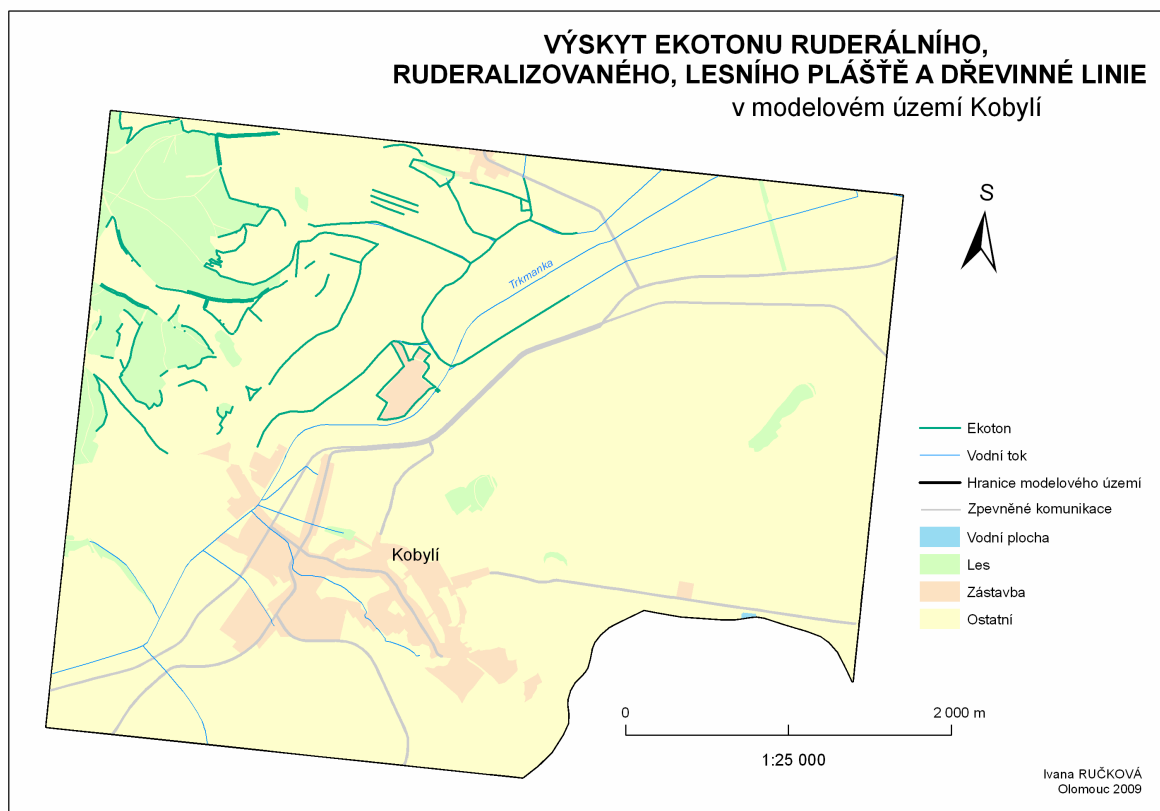 VÝSKYT EKOTONU RUDERÁLNÍHO,
RUDERALIZOVANÉHO, LESNÍHO PLÁŠTĚ A DŘEVINNÉ LINIE
v modelovém území Kobylí
S
Trkmanka
Ekoton
Vodní tok
Hranice modelového území
Zpevněné komunikace
Vodní plocha
Les
Zástavba
Ostatní
Kobylí
0 2 000 m
1:25 000
Ivana RUČKOVÁ
Olomouc 2009